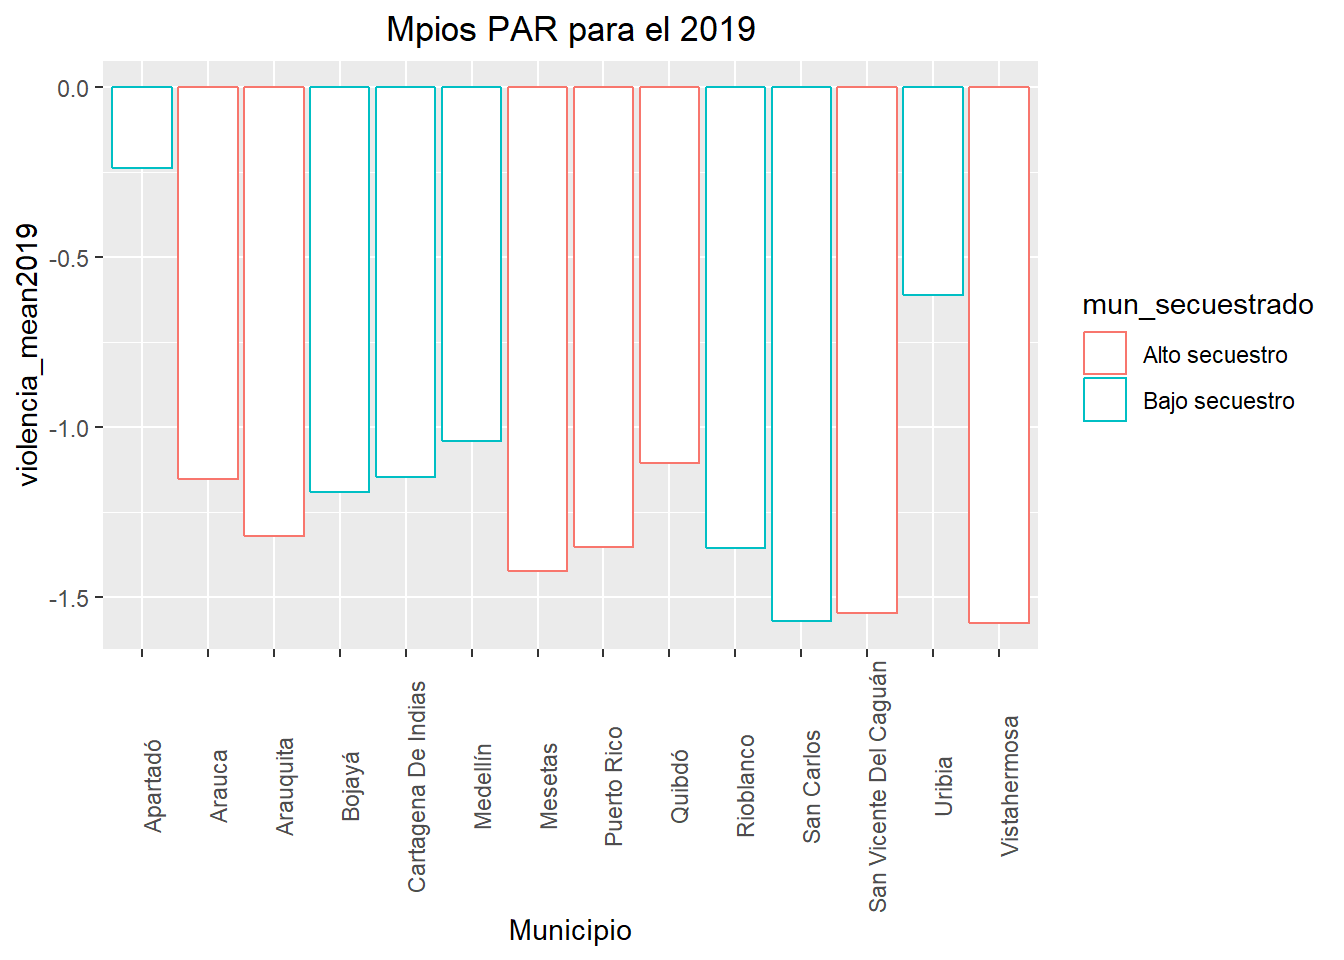 Mpios PAR para el 2019
violencia_mean2019
0.0
-0.5
-1.0
-1.5
Apartadó
Arauca
Arauquita
Bojayá
Cartagena De Indias
Medellín
Mesetas
Puerto Rico
Quibdó
Rioblanco
San Carlos
San Vicente Del Caguán
Uribia
Vistahermosa
Municipio
mun_secuestrado
Alto secuestro
Bajo secuestro